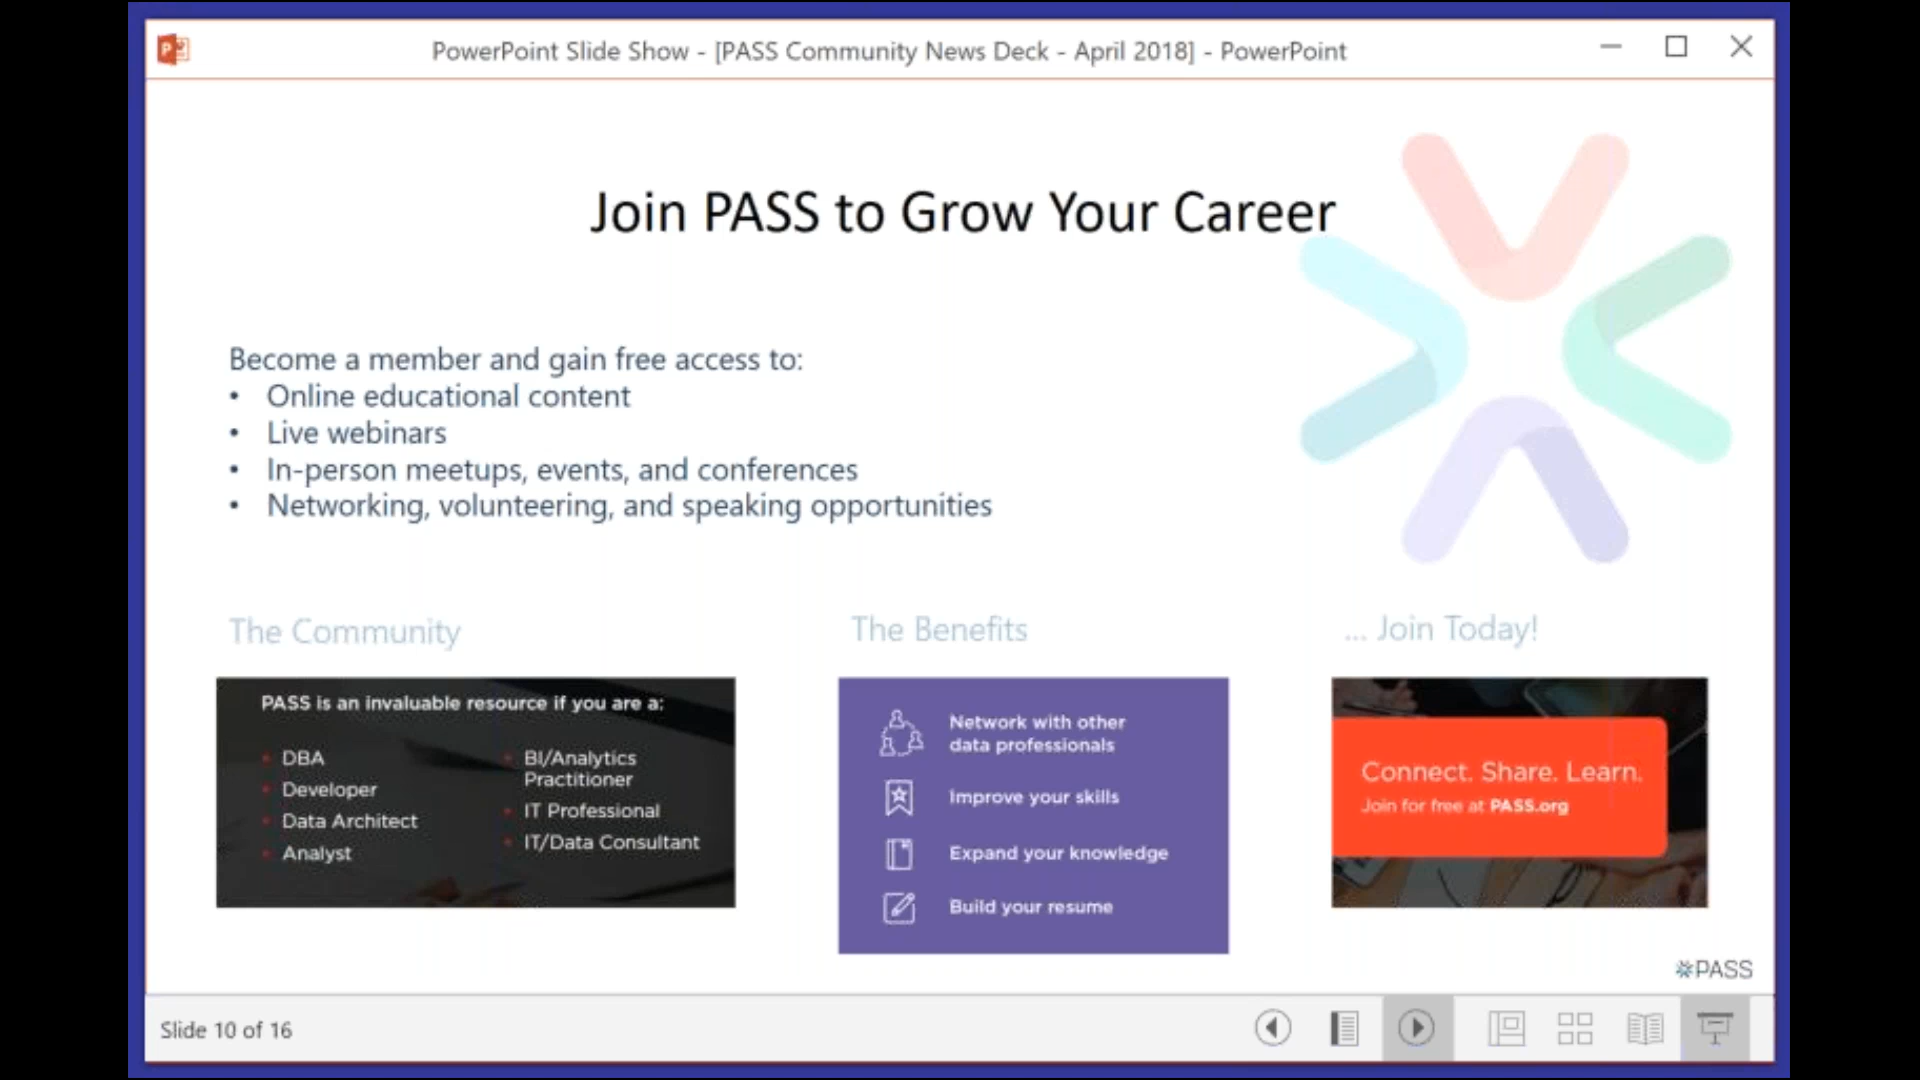 PowerPoint Slide Show - [PASS Community News Deck - April 2018] - PowerPoint
Join PASS to Grow Your Career
Become a member and gain free access to:
• Online educational content
• Live webinars
• In-person meetups, events, and conferences
• Networking, volunteering, and speaking opportunities
The Community
PASS is an invaluable resource if you are a:
DBA
Developer
Data Architect
Analyst
BI/Analytics
Practitioner
IT Professional
IT/Data Consultant
The Benefits
Network with other
data professionals
Improve your skills
Expand your knowledge
Build your resume
... Join Today!
Connect. Share. Learn.
Join for free at PASS.org
PASS
Slide 10 of 16